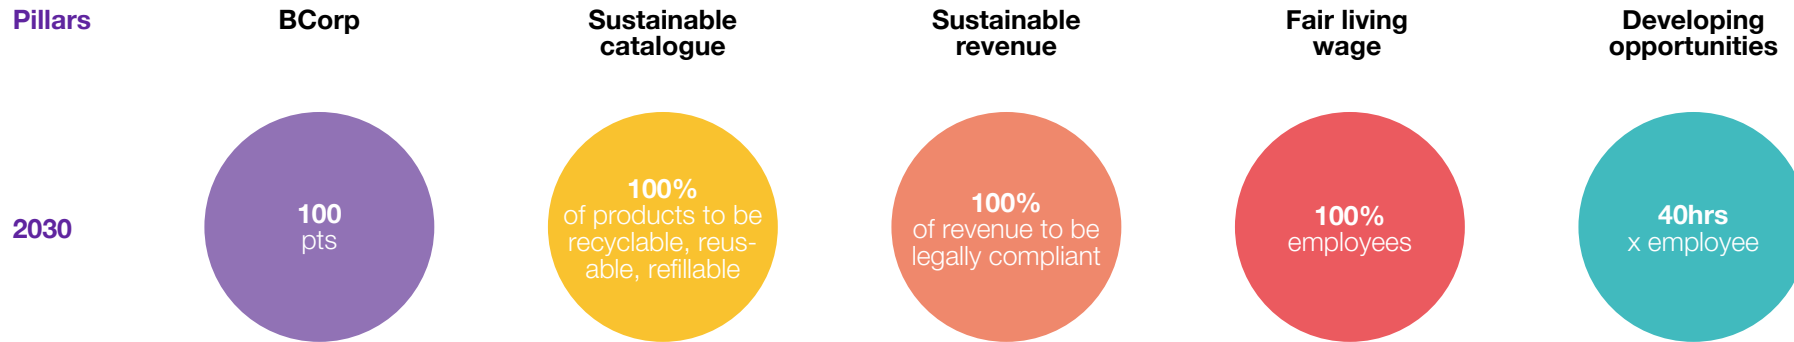 Pillars
BCorp
Sustainable
catalogue
Sustainable
revenue
Fair living
wage
Developing
opportunities
2030
100
pts
100%
of products to be
recyclable, reus-
able, refillable
100%
of revenue to be
legally compliant
100%
employees
40hrs
x employee